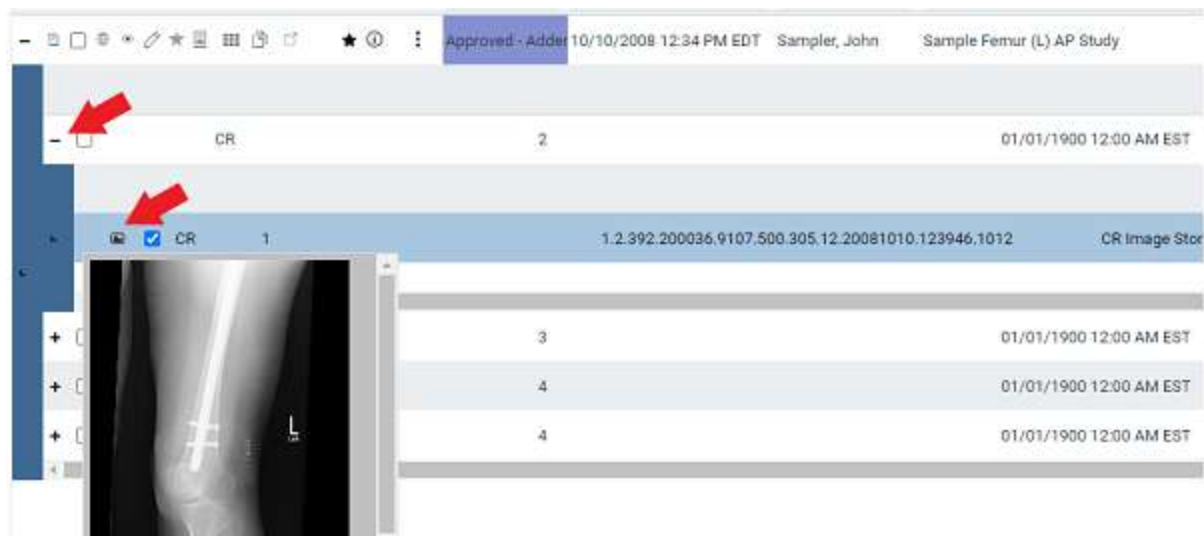 Approved - Adder 10/10/2008 12:34 PM EDT Sampler, John Sample Femur (L) AP Study
CR 2 01/01/1900 12:00 AM EST
CR 1 1.2.392.200036.9107.500.305.12.20081010.123946.1012 CR Image Stor
L
3 01/01/1900 12:00 AM EST
4 01/01/1900 12:00 AM EST
4 01/01/1900 12:00 AM EST